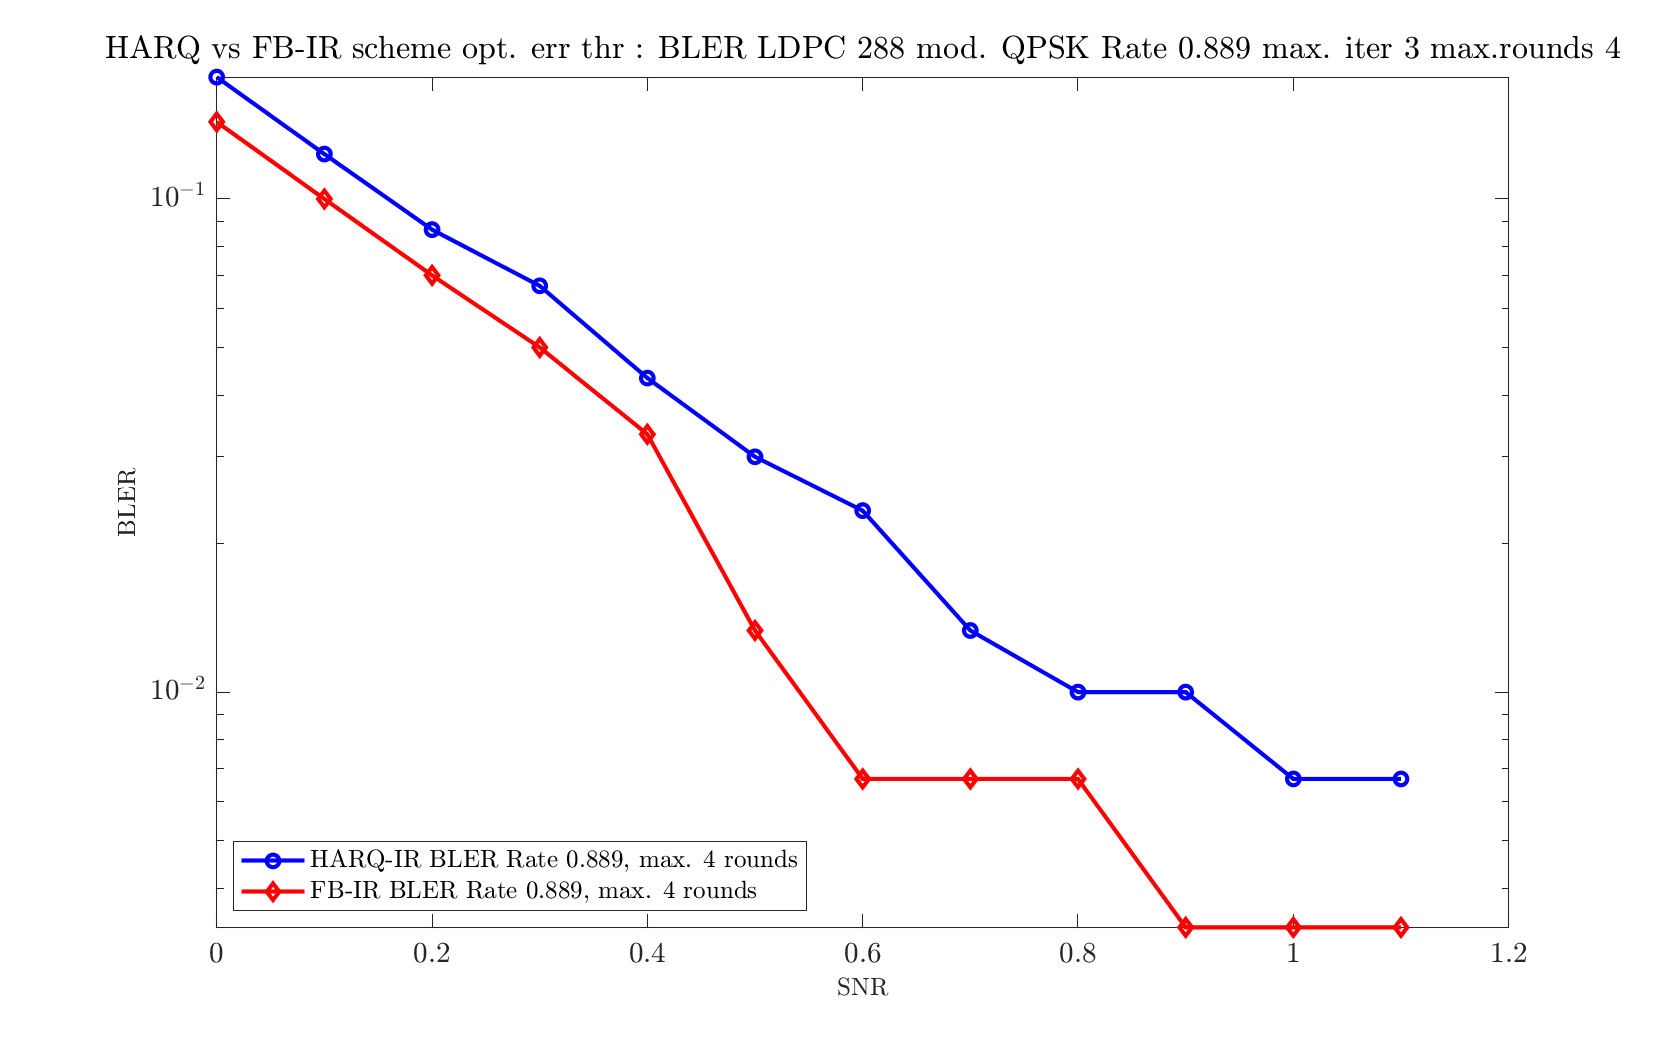 HARQ vs FB-IR scheme opt. err thr : BLER LDPC 288 mod. QPSK Rate 0.889 max. iter 3 max.rounds 4
10^{-1}
BLER
10^{-2}
HARQ-IR BLER Rate 0.889, max. 4 rounds
FB-IR BLER Rate 0.889, max. 4 rounds
0 0.2 0.4 0.6 0.8 1 1.2
SNR